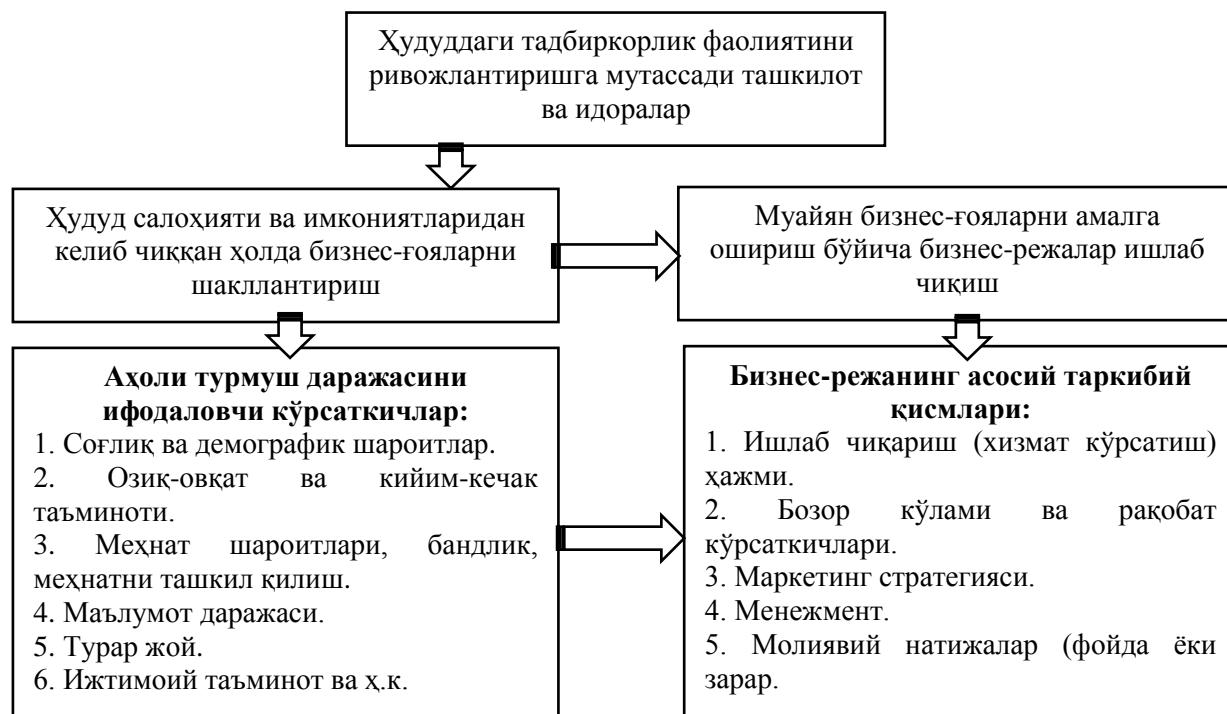 Ҳудуддаги тадбиркорлик фаолиятини
ривожлантиришга мутассади ташкилот
ва идоралар
Ҳудуд салоҳияти ва имкониятларидан
келиб чиққан ҳолда бизнес-ғояларни
шакллантириш
Муайян бизнес-ғояларни амалга
ошириш бўйича бизнес-режалар ишлаб
чиқиш
Аҳоли турмуш даражасини
ифодаловчи кўрсаткичлар:
1. Соғлиқ ва демографик шароитлар.
2. Озиқ-овқат ва кийим-кечак
таъминоти.
3. Меҳнат шароитлари, бандлик,
меҳнатни ташкил қилиш.
4. Маълумот даражаси.
5. Турар жой.
6. Ижтимоий таъминот ва ҳ.к.
Бизнес-режанинг асосий таркибий
қисмлари:
1. Ишлаб чиқариш (хизмат кўрсатиш)
ҳажми.
2. Бозор кўлами ва рақобат
кўрсаткичлари.
3. Маркетинг стратегияси.
4. Менежмент.
5. Молиявий натижалар (фойда ёки
зарар.